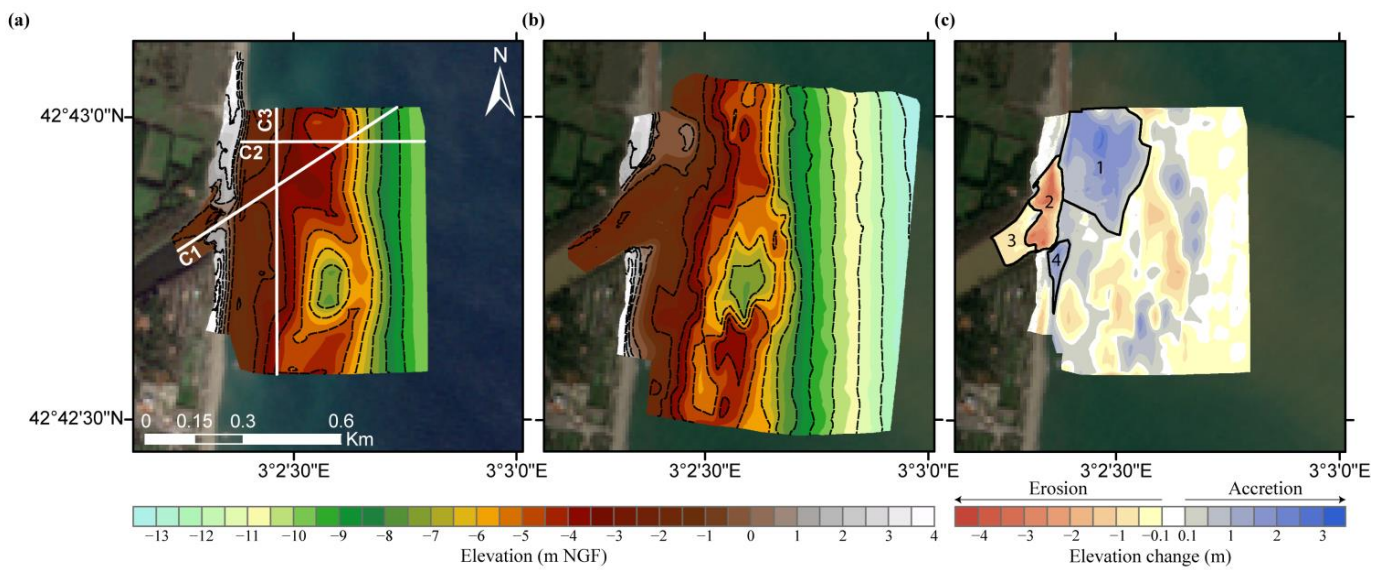 (a)
(b)
(c)
N
42°43'0"N
C3
C2
C1
1
2
3
4
42°42'30"N
0 0.15 0.3 0.6
Km
3°2'30"E 3°3'0"E 3°2'30"E 3°3'0"E 3°2'30"E 3°3'0"E
Erosion Accretion
−13 −12 −11 −10 −9 −8 −7 −6 −5 −4 −3 −2 −1 0 1 2 3 4
−4 −3 −2 −1 −0.1 0.1 1 2 3
Elevation (m NGF)
Elevation change (m)